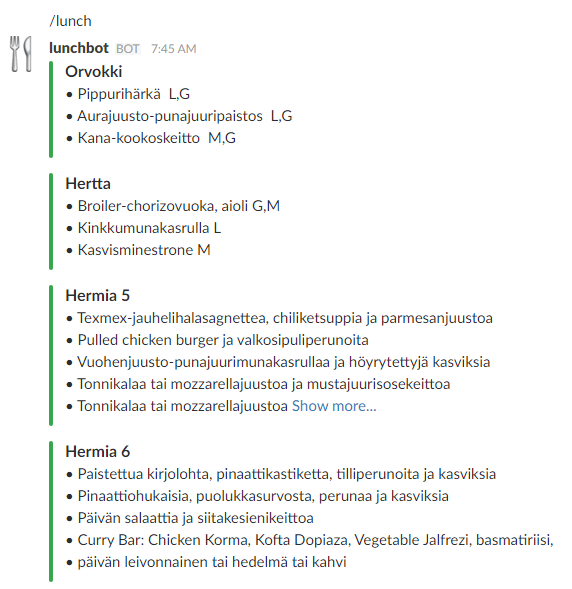 /lunch
lunchbot BOT 7:45 AM
Orvokki
• Pippurihärkä L,G
• Aurajuusto-punajuuripaistos L,G
• Kana-kookoskeitto M,G
Hertta
• Broiler-chorizovuoka, aioli G,M
• Kinkkumunakasrulla L
• Kasvisminestrone M
Hermia 5
• Texmex-jauhelihalasagnettea, chiliketsuppia ja parmesanjuustoa
• Pulled chicken burger ja valkosipuliperunoita
• Vuohenjuusto-punajuurimunakasrullaa ja höyrytettyjä kasviksia
• Tonnikalaa tai mozzarellajuustoa ja mustajuurisosekeittoa
• Tonnikalaa tai mozzarellajuustoa Show more...
Hermia 6
• Paistettua kirjolohta, pinaattikastiketta, tilliperunoita ja kasviksia
• Pinaattiohukaisia, puolukkasurvosta, perunaa ja kasviksia
• Päivän salaattia ja siitakesienikeittoa
• Curry Bar: Chicken Korma, Kofta Dopiaza, Vegetable Jalfrezi, basmatiriisi,
• päivän leivonnainen tai hedelmä tai kahvi